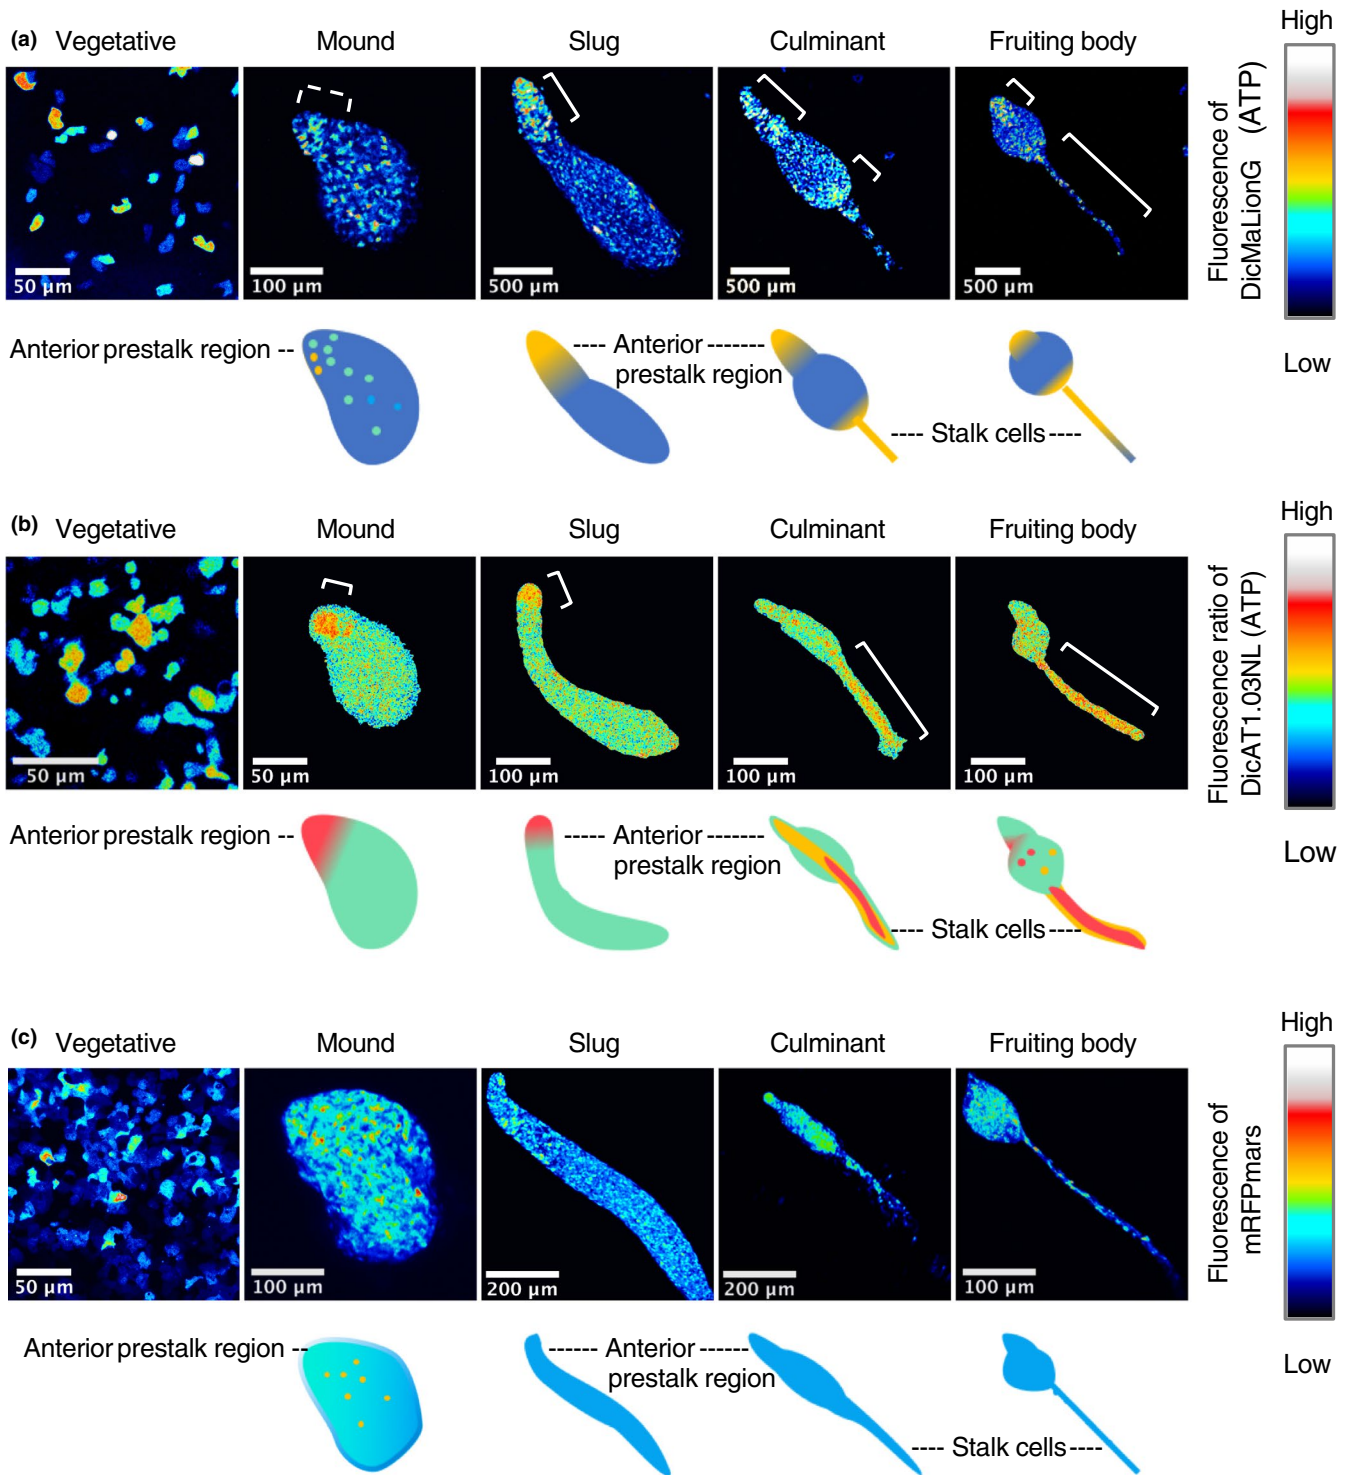 (a) Vegetative Mound Slug Culminant Fruiting body High
50 µm 100 µm 500 µm 500 µm 500 µm
Fluorescence of
DicMaLionG (ATP)
Anterior prestalk region -- ---- Anterior -------
prestalk region
Low
---- Stalk cells ----
(b) Vegetative Mound Slug Culminant Fruiting body High
50 µm 50 µm 100 µm 100 µm 100 µm
Fluorescence ratio of
DicAT1.03NL (ATP)
Anterior prestalk region -- ----- Anterior -------
prestalk region
Low
---- Stalk cells ----
(c) Vegetative Mound Slug Culminant Fruiting body High
50 µm 100 µm 200 µm 200 µm 100 µm
Fluorescence of
mRFPmars
Anterior prestalk region -- ------ Anterior -------
prestalk region
Low
---- Stalk cells ----